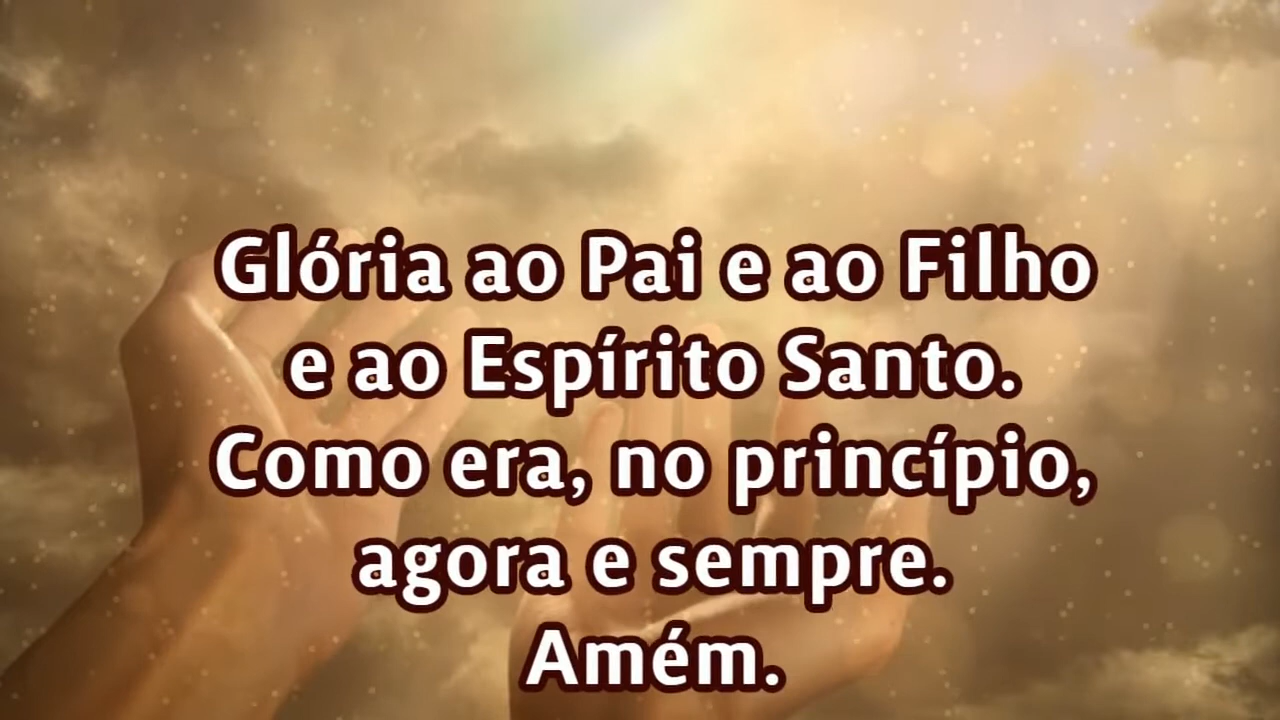 Glória ao Pai e ao Filho
e ao Espírito Santo.
Como era, no princípio,
agora e sempre.
Amém.